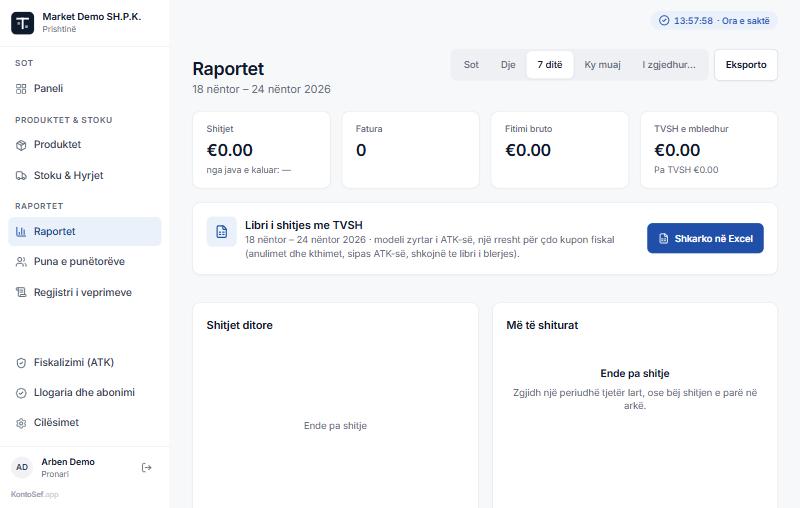 Market Demo SH.P.K.
Prishtinë
SOT
Paneli
PRODUKTET & STOKU
Produktet
Stoku & Hyrjet
RAPORTET
Raportet
Puna e punëtorëve
Regjistri i veprimeve
Fiskalizimi (ATK)
Llogaria dhe abonimi
Cilësimet
AD
Arben Demo
Pronari
KontoSef.app
13:57:58 · Ora e saktë
Raportet
18 nëntor – 24 nëntor 2026
Sot
Dje
7 ditë
Ky muaj
I zgjedhur...
Eksporto
Shitjet
€0.00
nga java e kaluar: —
Fatura
0
Fitimi bruto
€0.00
TVSH e mbledhur
€0.00
Pa TVSH €0.00
Libri i shitjes me TVSH
18 nëntor – 24 nëntor 2026 · modeli zyrtar i ATK-së, një rresht për çdo kupon fiskal
(anulimet dhe kthimet, sipas ATK-së, shkojnë te libri i blerjes).
Shkarko në Excel
Shitjet ditore
Ende pa shitje
Më të shiturat
Ende pa shitje
Zgjidh një periudhë tjetër lart, ose bëj shitjen e parë në
arkë.